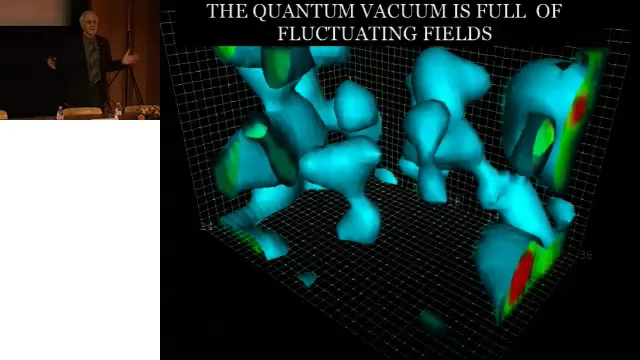 THE QUANTUM VACUUM IS FULL OF
FLUCTUATING FIELDS